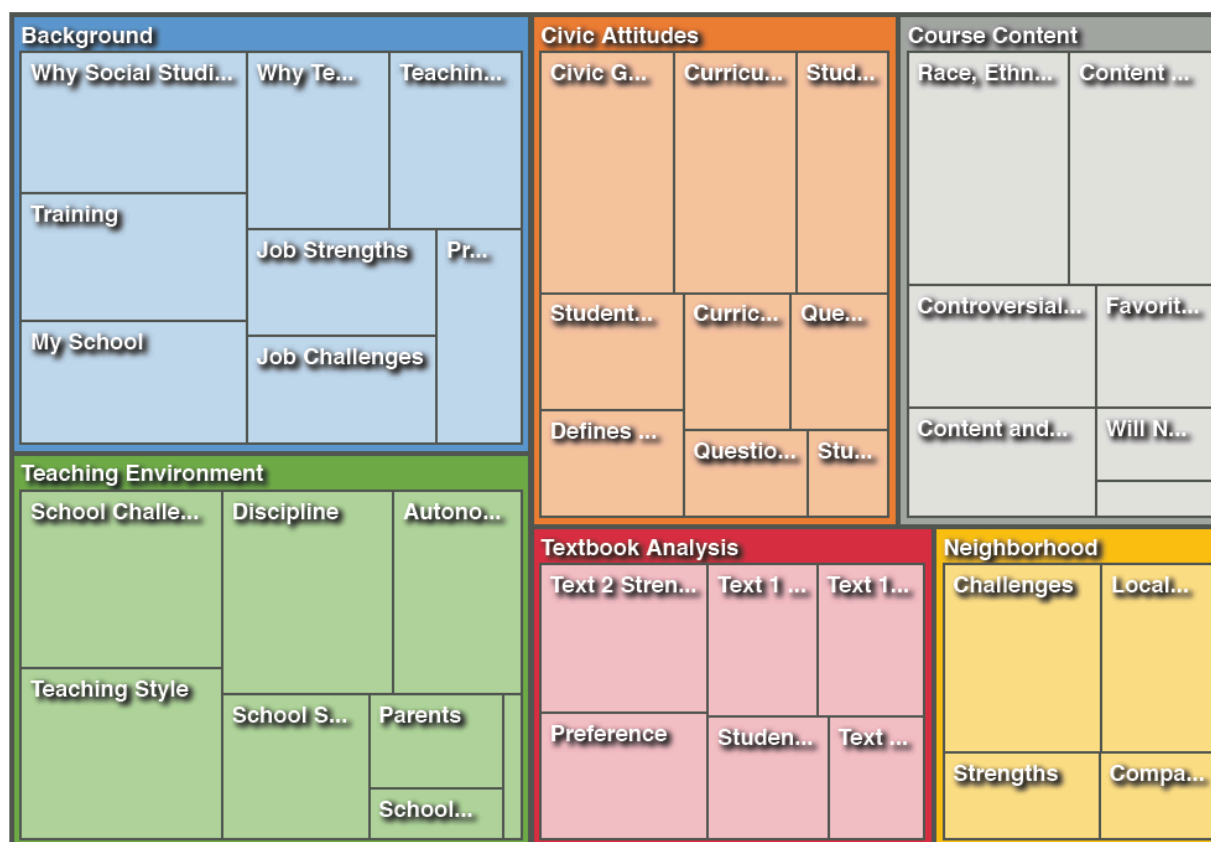 Background
Why Social Studi...
Why Te...
Teachin...
Training
My School
Job Strengths
Pr...
Job Challenges
Civic Attitudes
Civic G...
Curricu...
Stud...
Student...
Curric...
Que...
Defines ...
Questio...
Stu...
Course Content
Race, Ethn...
Content ...
Controversial...
Favorit...
Content and...
Will N...
Teaching Environment
School Challe...
Discipline
Autono...
Teaching Style
School S...
Parents
School...
Textbook Analysis
Text 2 Stren...
Text 1 ...
Text 1...
Preference
Studen...
Text ...
Neighborhood
Challenges
Local...
Strengths
Compa...